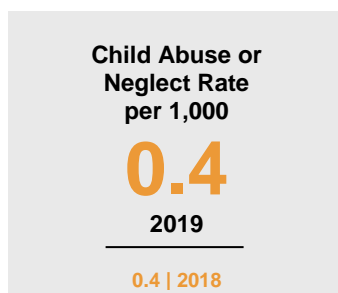 Child Abuse or
Neglect Rate
per 1,000
0.4
2019
0.4 | 2018